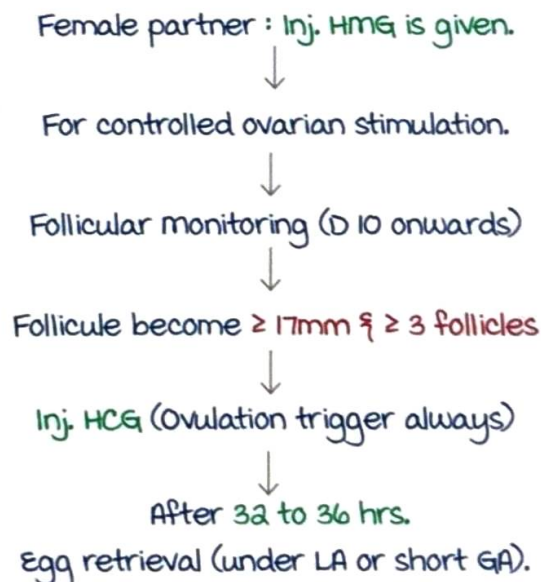 Female partner : Inj. HMG is given.
For controlled ovarian stimulation.
Follicular monitoring (D 10 onwards)
Follicule become ≥ 17mm & ≥ 3 follicles
Inj. HCG (Ovulation trigger always)
After 32 to 36 hrs.
Egg retrieval (under LA or short GA).